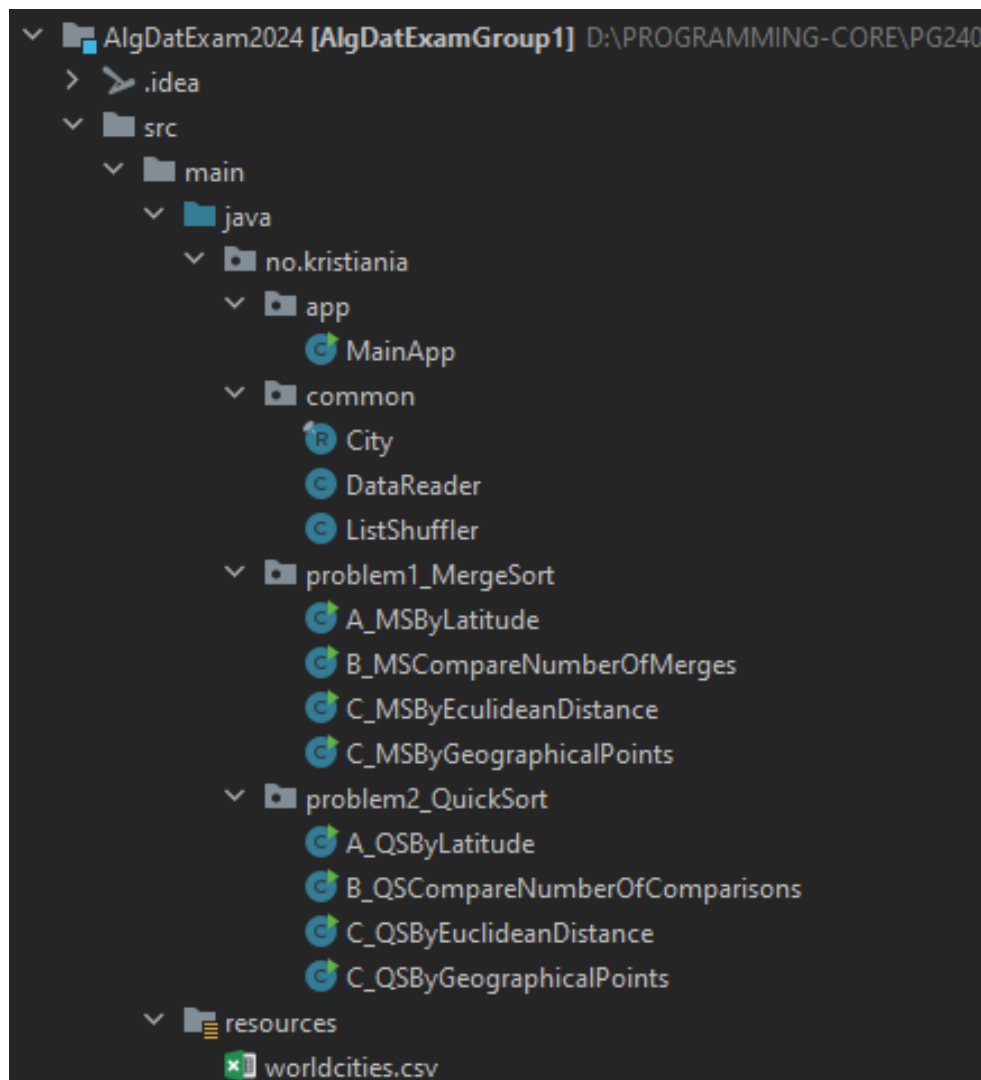 AlgDatExam2024 [AlgDatExamGroup1] D:\PROGRAMMING-CORE\PG240
.idea
src
main
java
no.kristiania
app
MainApp
common
City
DataReader
ListShuffler
problem1_MergeSort
A_MSByLatitude
B_MSCompareNumberOfMerges
C_MSByEculideanDistance
C_MSByGeographicalPoints
problem2_QuickSort
A_QSByLatitude
B_QSCompareNumberOfComparisons
C_QSByEuclideanDistance
C_QSByGeographicalPoints
resources
worldcities.csv